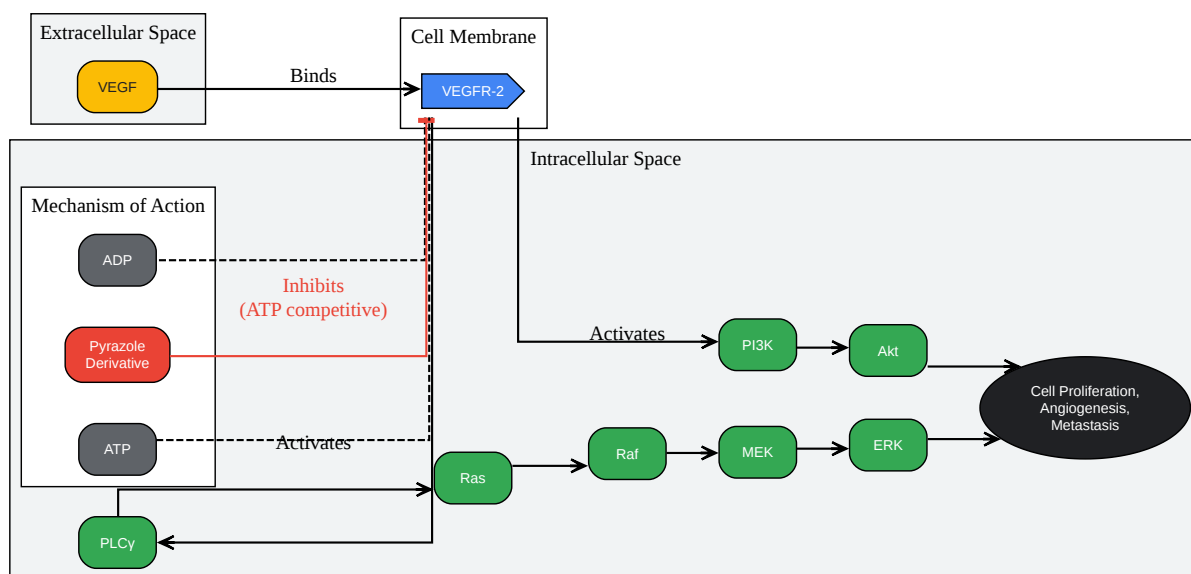 Extracellular Space
Cell Membrane
VEGF
Binds
VEGFR-2
Intracellular Space
Mechanism of Action
ADP
Inhibits
(ATP competitive)
Pyrazole
Derivative
Activates
PI3K
Akt
Cell Proliferation,
Angiogenesis,
Metastasis
ATP
Activates
Ras
Raf
MEK
ERK
PLCγ